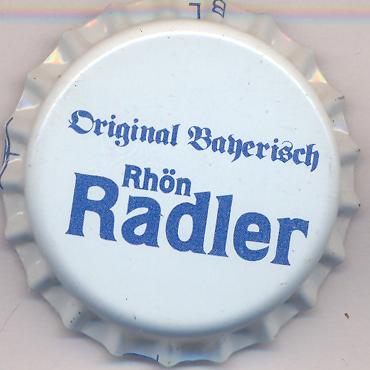 Original Bayerisch
Rhön
Radler